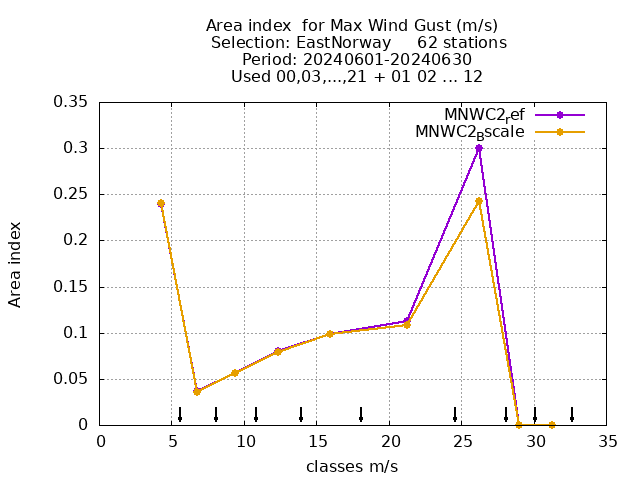 Area index  for Max Wind Gust (m/s)
Selection: EastNorway     62 stations
Period: 20240601-20240630
Used 00,03,...,21 + 01 02 ... 12
MNWC2_ref
MNWC2_Bscale
0.35
0.3
0.25
0.2
0.15
0.1
0.05
0
Area index
0 5 10 15 20 25 30 35
classes m/s